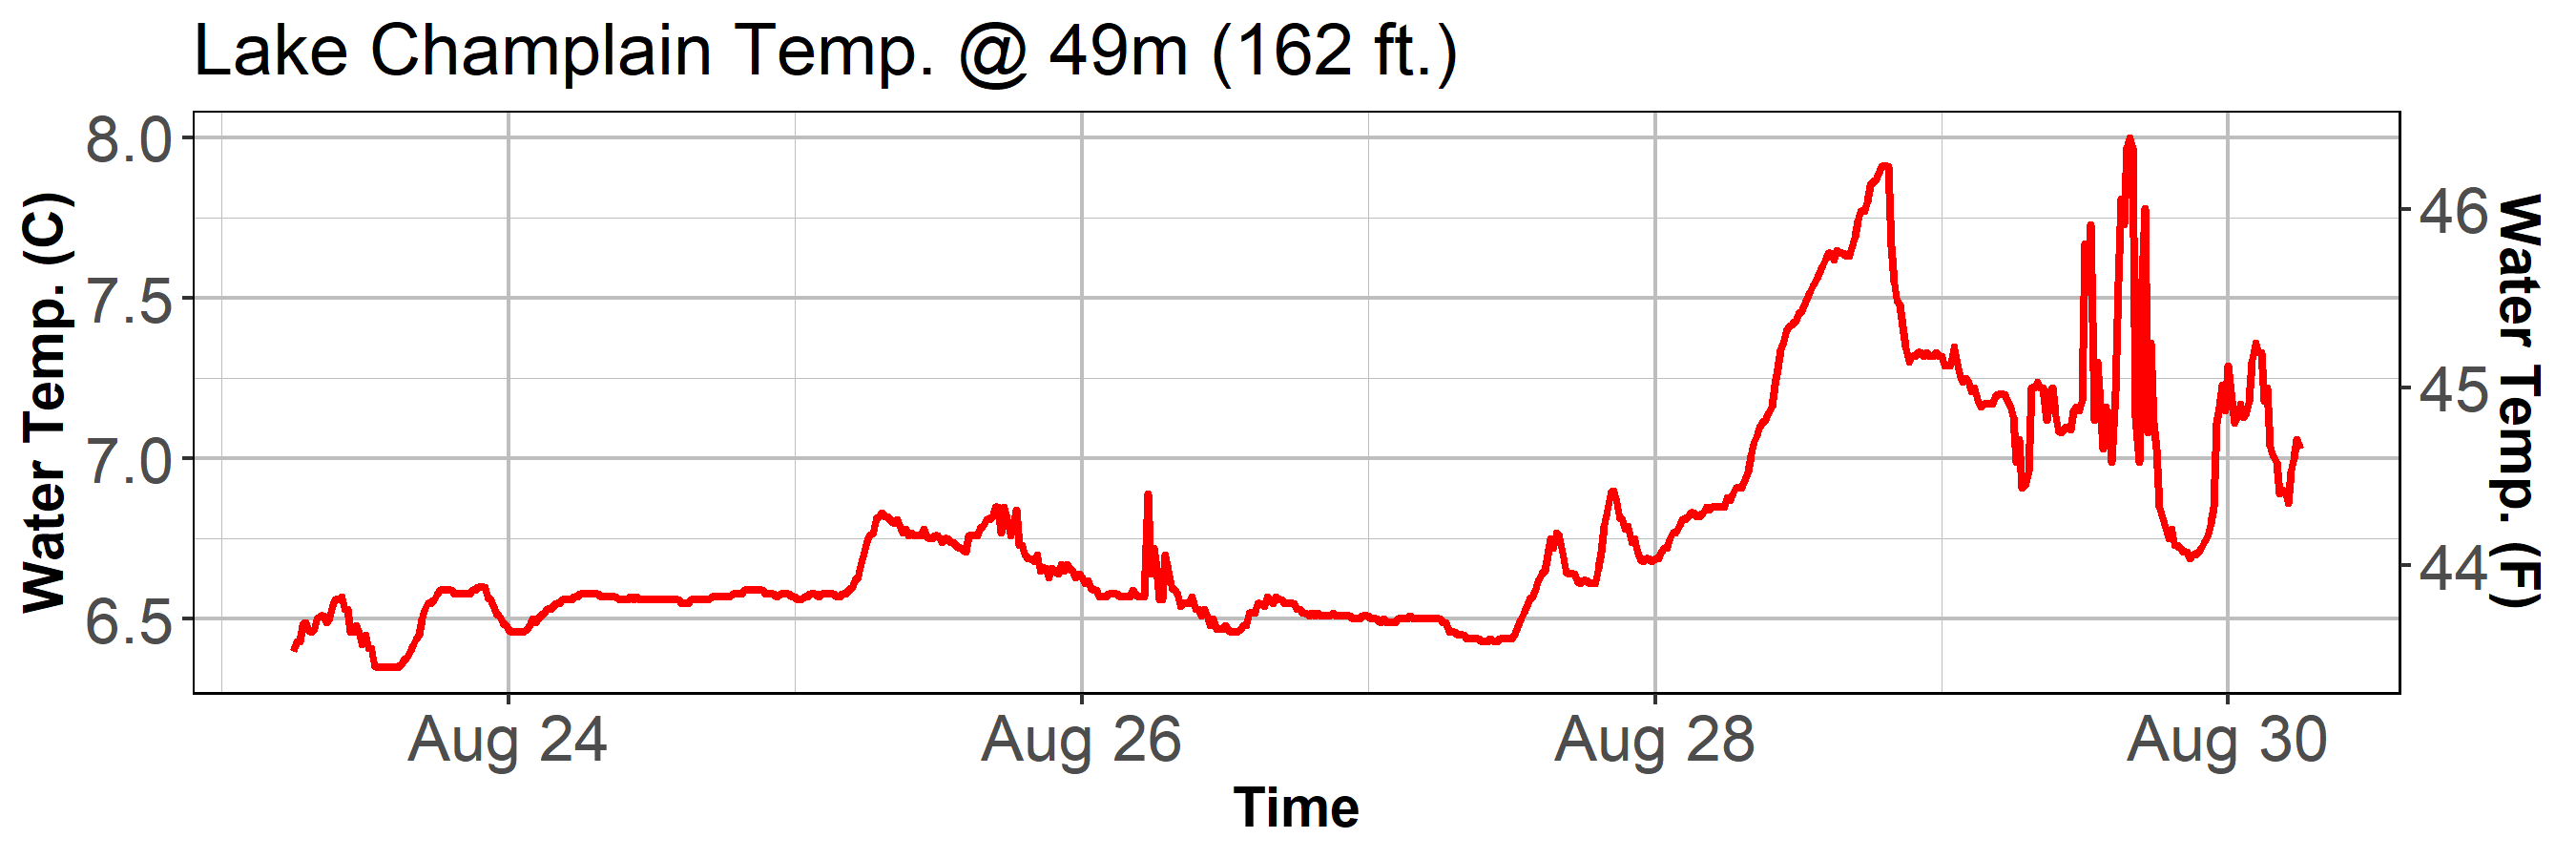 Lake Champlain Temp. @ 49m (162 ft.)
Water Temp. (C)
8.0
7.5
7.0
6.5
46
45
44
Water Temp. (F)
Aug 24 Aug 26 Aug 28 Aug 30
Time